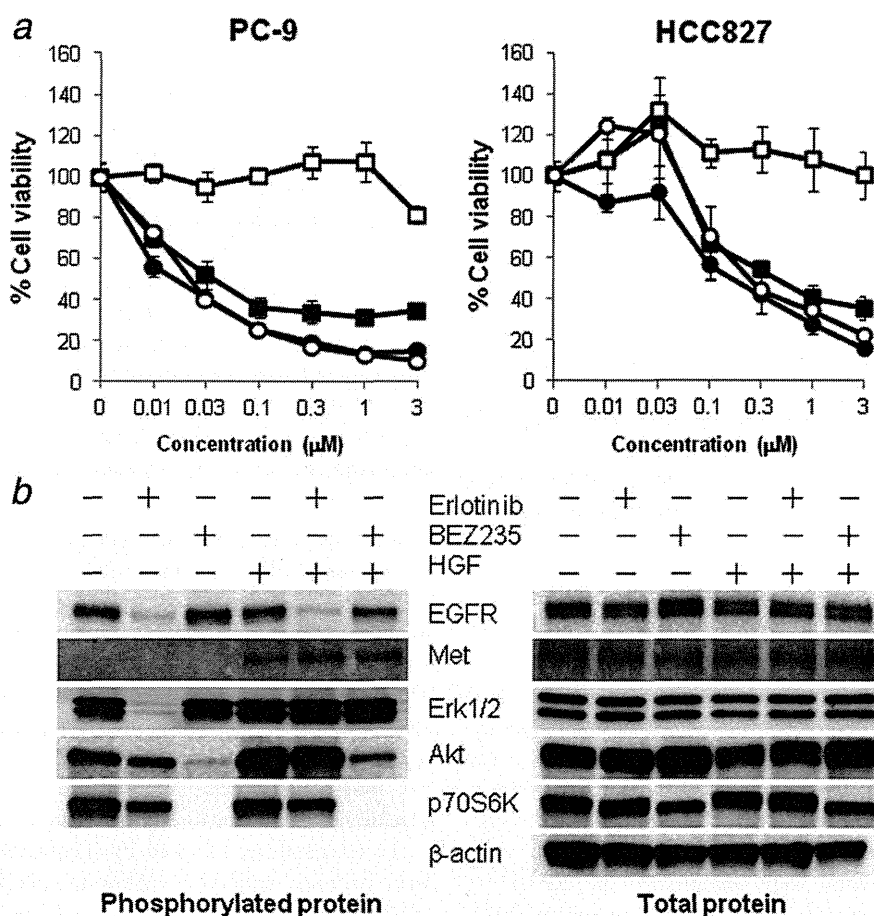 a
PC-9
HCC827
% Cell viability
160
140
120
100
80
60
40
20
0
0 0.01 0.03 0.1 0.3 1 3
Concentration (µM)
% Cell viability
160
140
120
100
80
60
40
20
0
0 0.01 0.03 0.1 0.3 1 3
Concentration (µM)
b
− + − − + − Erlotinib − + − − + −
− − + − − + BEZ235 − − + − − +
− − − + + + HGF − − − + + +
EGFR
Met
Erk1/2
Akt
p70S6K
β-actin
Phosphorylated protein
Total protein